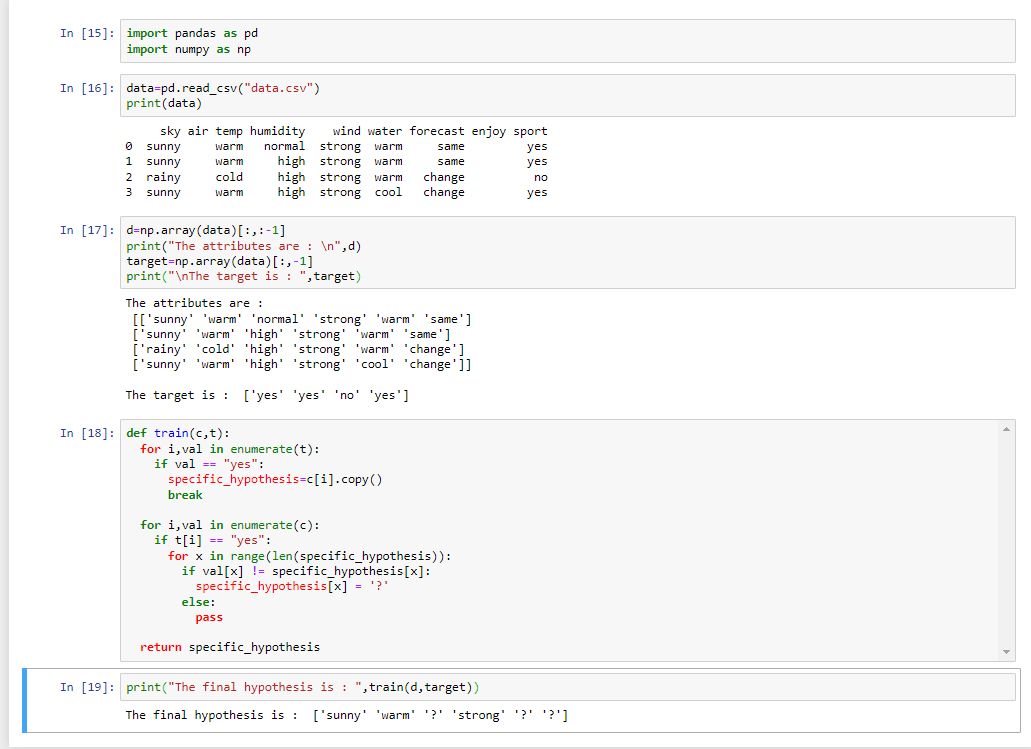 In [15]: import pandas as pd
import numpy as np
In [16]: data=pd.read_csv("data.csv")
print(data)
sky air temp humidity wind water forecast enjoy sport
0 sunny warm normal strong warm same yes
1 sunny warm high strong warm same yes
2 rainy cold high strong warm change no
3 sunny warm high strong cool change yes
In [17]: d=np.array(data)[:,:-1]
print("The attributes are : \n",d)
target=np.array(data)[:,-1]
print("\nThe target is : ",target)
The attributes are :
[['sunny' 'warm' 'normal' 'strong' 'warm' 'same']
['sunny' 'warm' 'high' 'strong' 'warm' 'same']
['rainy' 'cold' 'high' 'strong' 'warm' 'change']
['sunny' 'warm' 'high' 'strong' 'cool' 'change']]
The target is : ['yes' 'yes' 'no' 'yes']
In [18]: def train(c,t):
for i,val in enumerate(t):
if val == "yes":
specific_hypothesis=c[i].copy()
break
for i,val in enumerate(c):
if t[i] == "yes":
for x in range(len(specific_hypothesis)):
if val[x] != specific_hypothesis[x]:
specific_hypothesis[x] = '?'
else:
pass
return specific_hypothesis
In [19]: print("The final hypothesis is : ",train(d,target))
The final hypothesis is : ['sunny' 'warm' '?' 'strong' '?' '?']